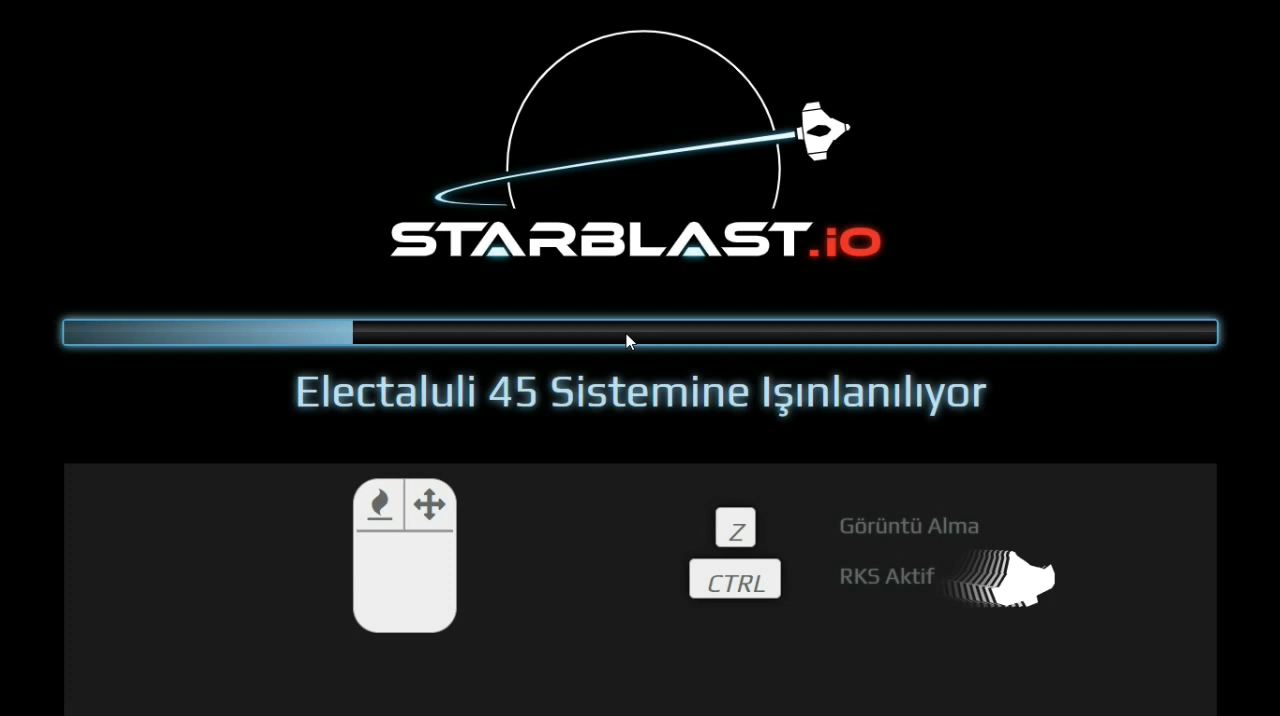 STARBLAST.io
Electaluli 45 Sistemine Işınlanılıyor
Z
Görüntü Alma
CTRL
RKS Aktif